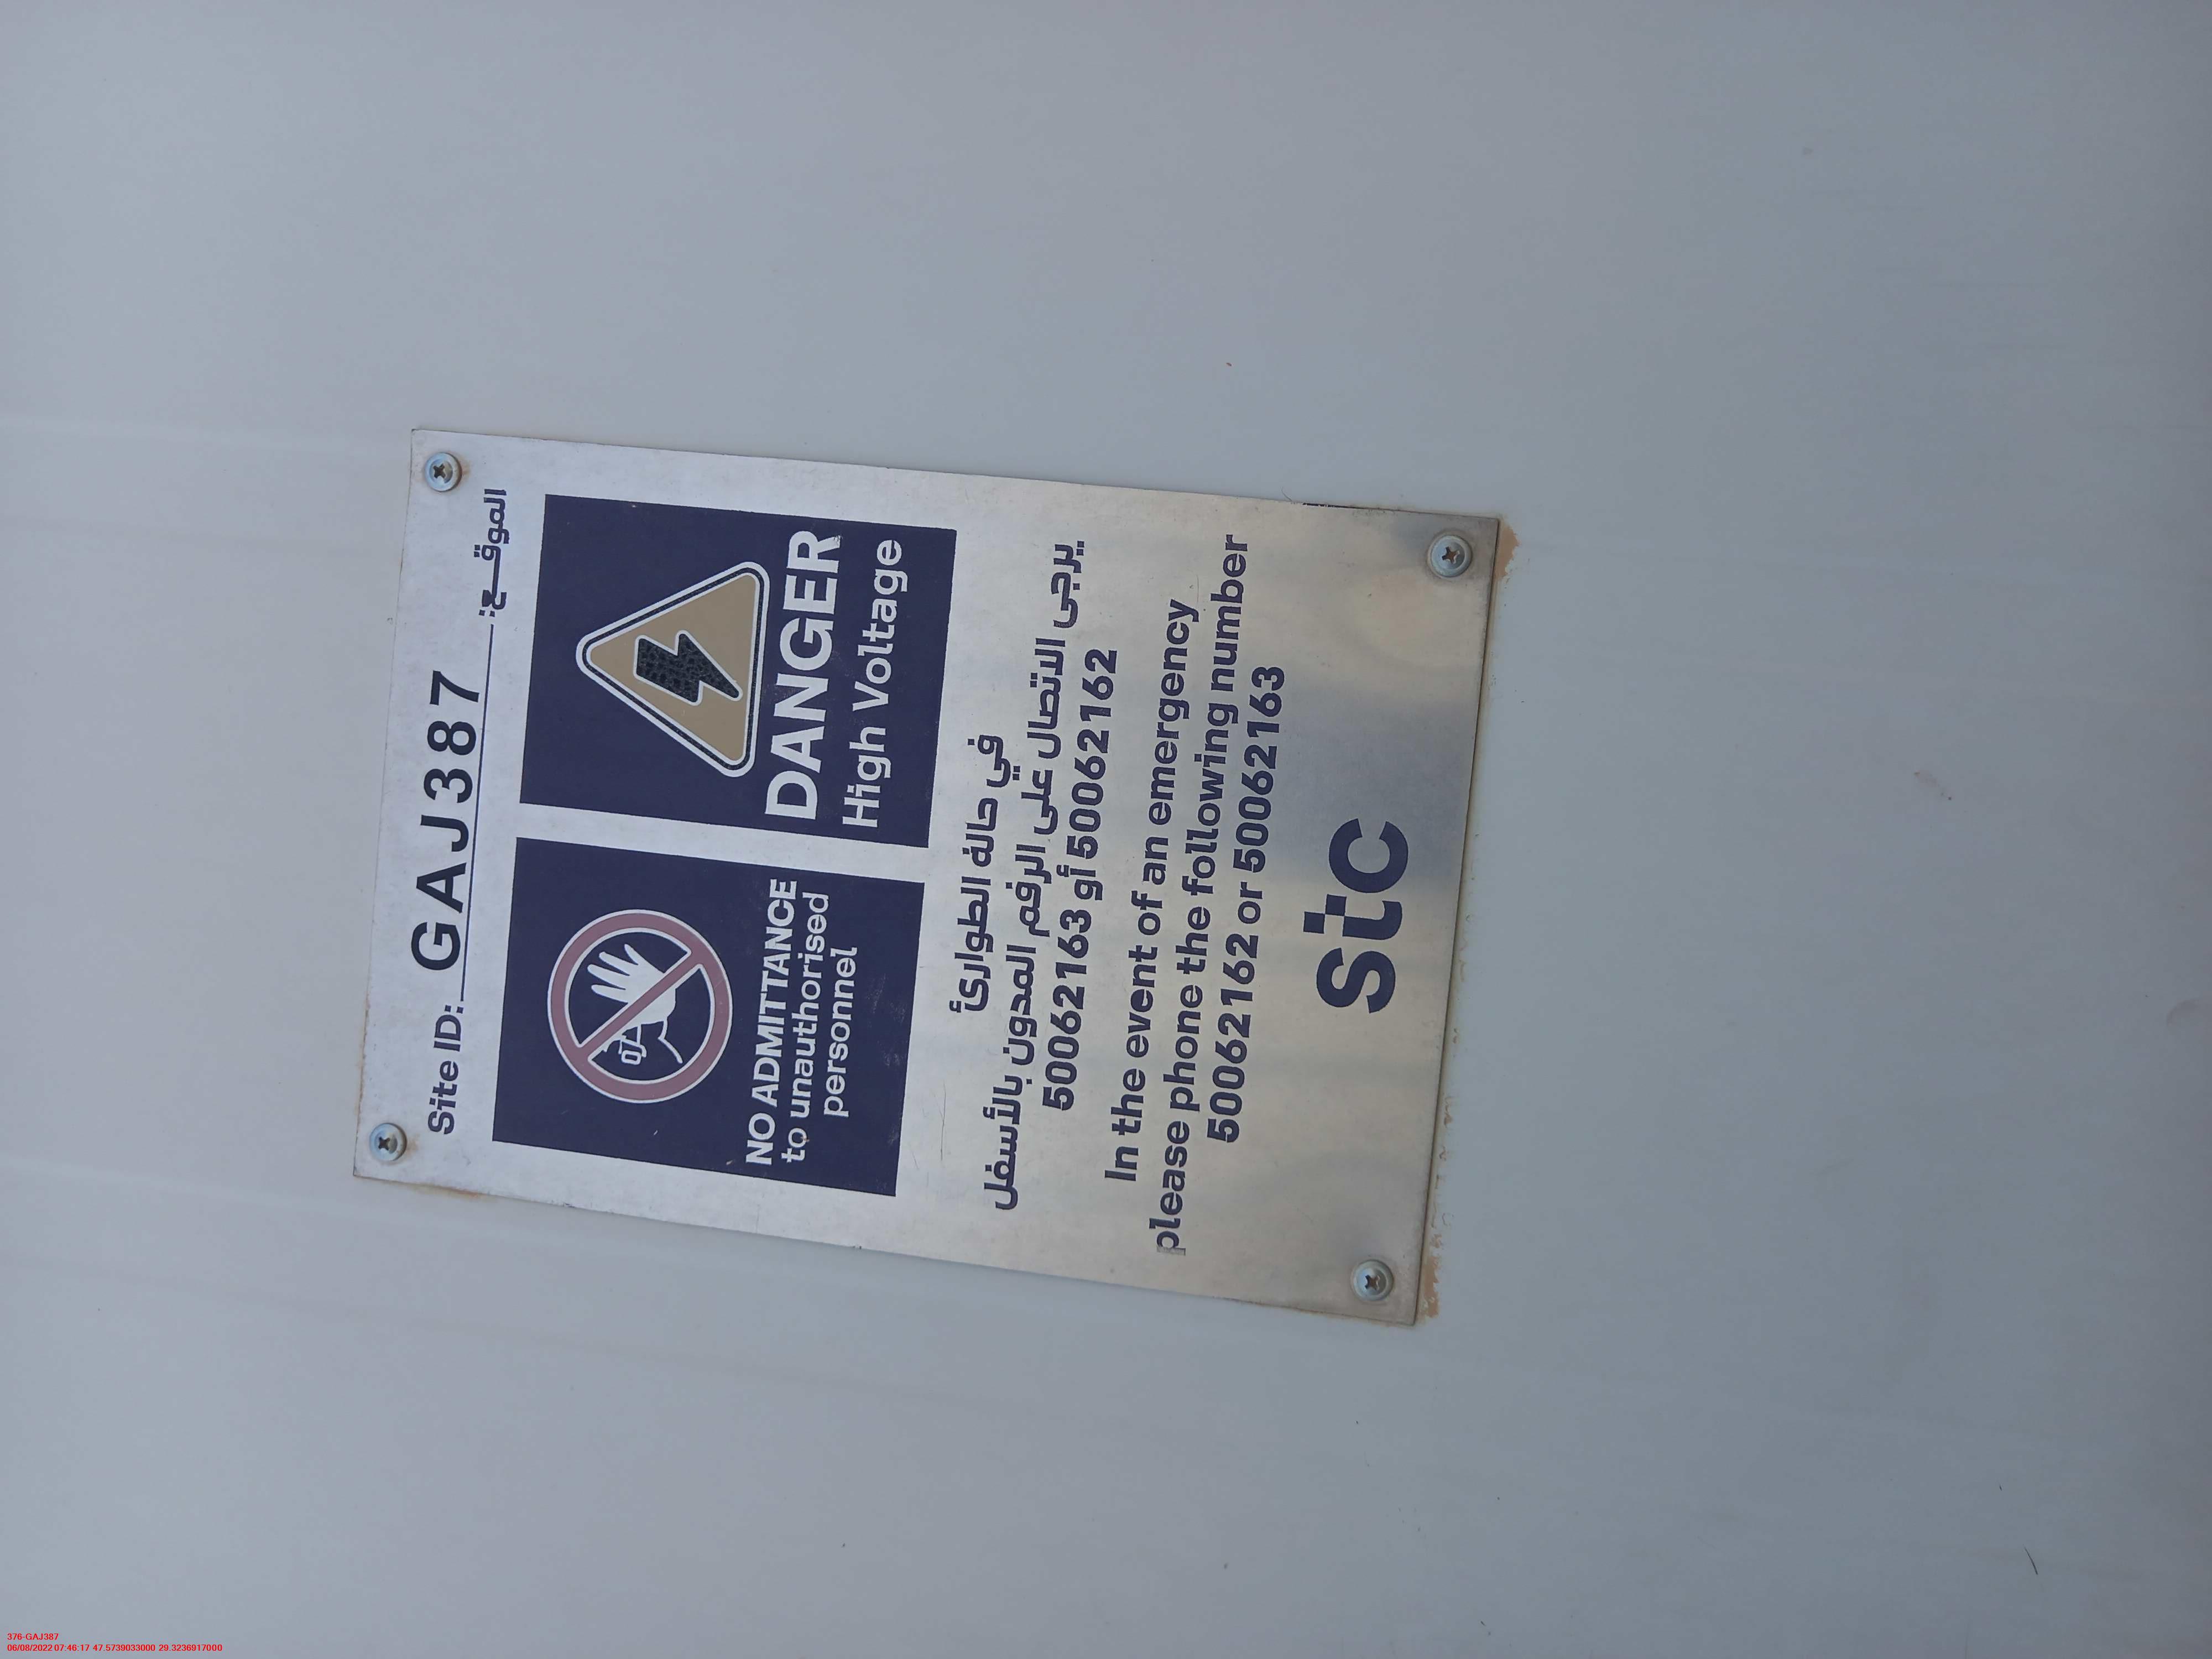 Site ID: GAJ387 الموقع:
NO ADMITTANCE
to unauthorised
personnel
DANGER
High Voltage
في حالة الطوارئ
يرجى الاتصال على الرقم المدون بالأسفل
50062162 أو 50062163
In the event of an emergency
please phone the following number
50062162 or 50062163
stc
376-GAJ387
06/08/2022 07:46:17 47.5739033000 29.3236917000